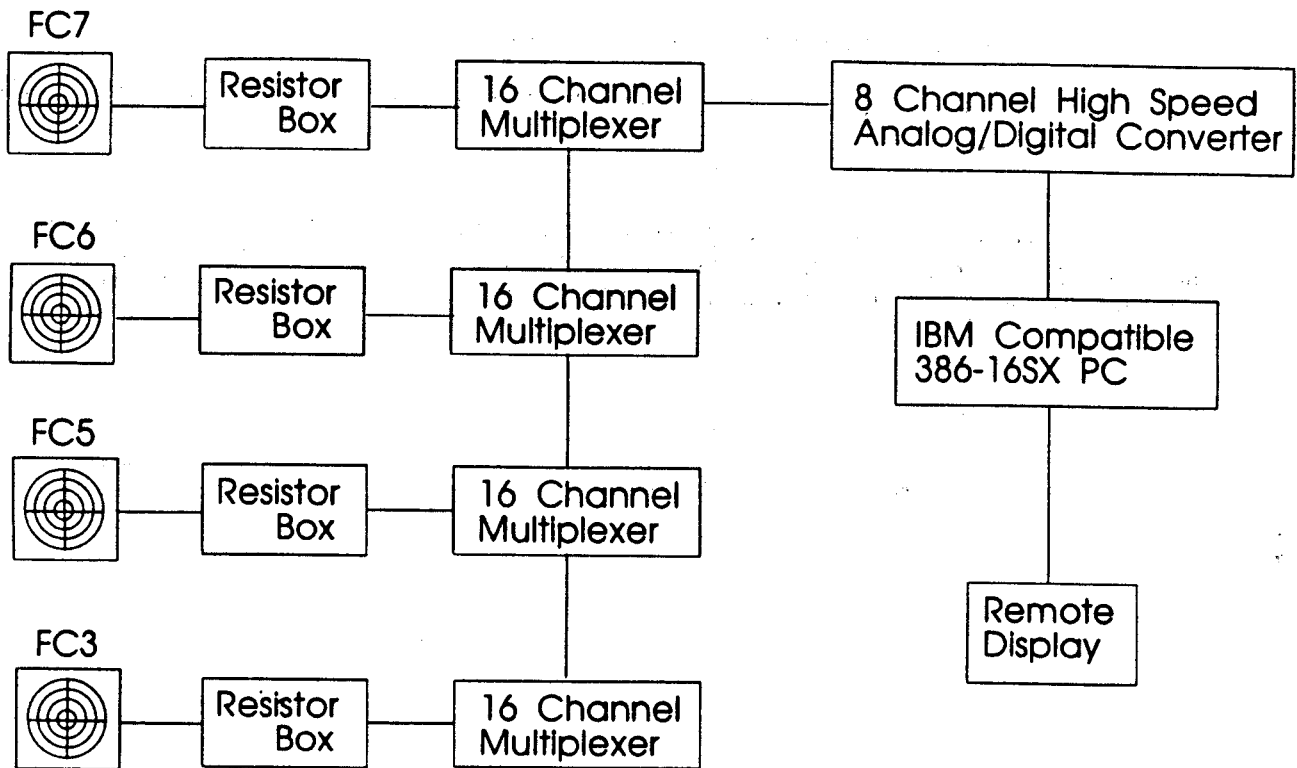 FC7
Resistor
Box
16 Channel
Multiplexer
8 Channel High Speed
Analog/Digital Converter
FC6
Resistor
Box
16 Channel
Multiplexer
IBM Compatible
386-16SX PC
FC5
Resistor
Box
16 Channel
Multiplexer
Remote
Display
FC3
Resistor
Box
16 Channel
Multiplexer